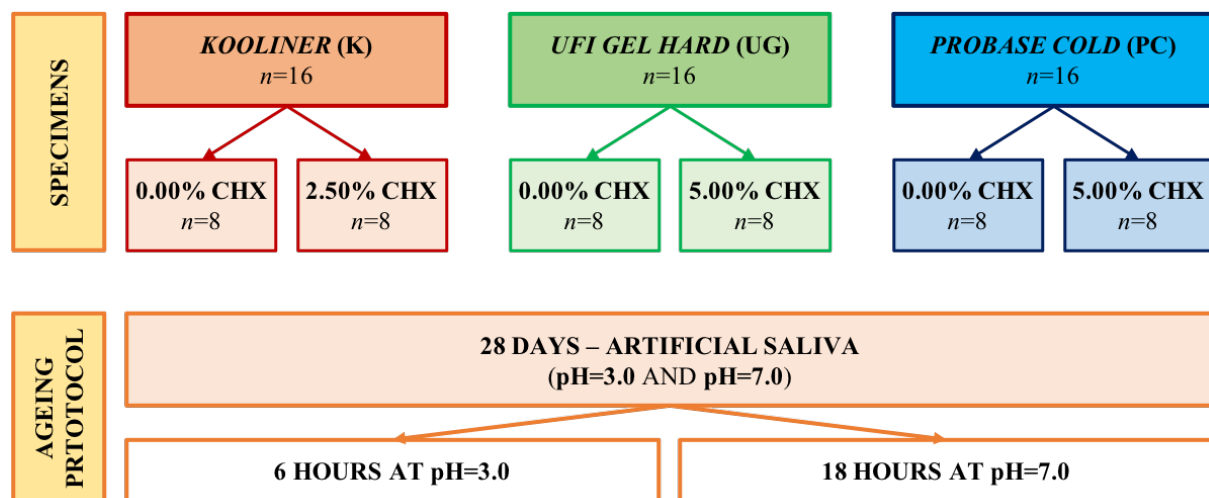 SPECIMENS
KOOLINER (K)
n=16
UFI GEL HARD (UG)
n=16
PROBASE COLD (PC)
n=16
0.00% CHX
n=8
2.50% CHX
n=8
0.00% CHX
n=8
5.00% CHX
n=8
0.00% CHX
n=8
5.00% CHX
n=8
AGEING
PRTOTOCOL
28 DAYS – ARTIFICIAL SALIVA
(pH=3.0 AND pH=7.0)
6 HOURS AT pH=3.0
18 HOURS AT pH=7.0